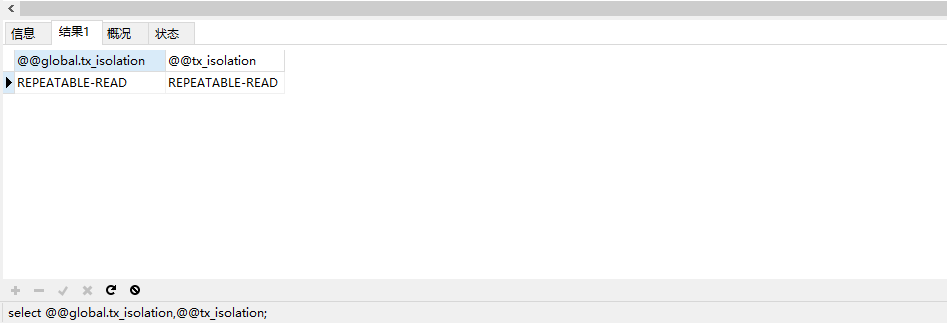 信息 结果1 概况 状态
@@global.tx_isolation @@tx_isolation
REPEATABLE-READ REPEATABLE-READ
select @@global.tx_isolation,@@tx_isolation;